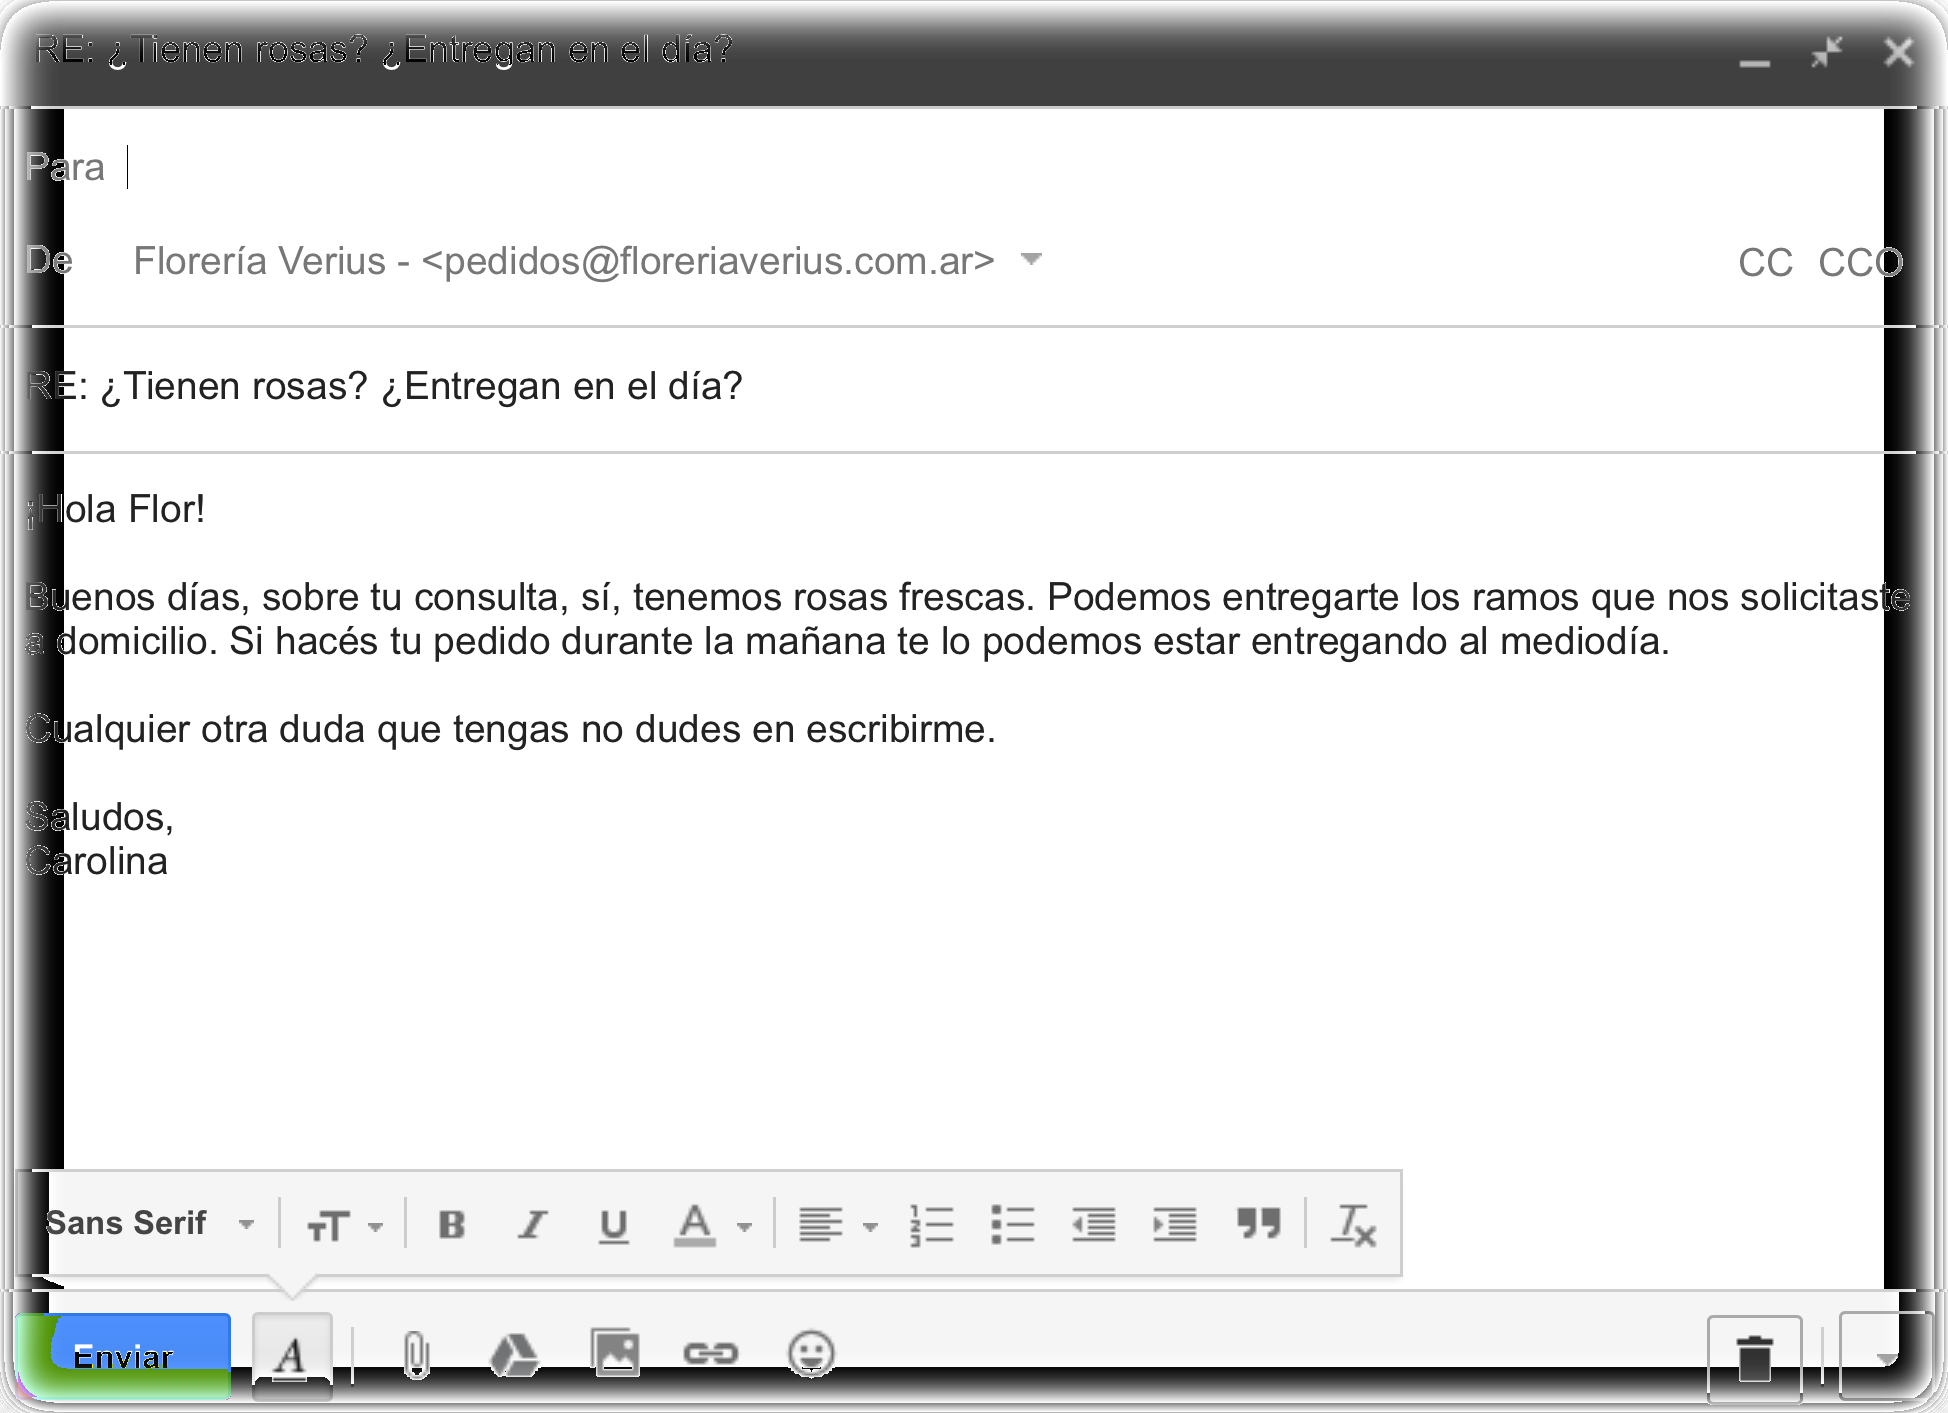 RE: ¿Tienen rosas? ¿Entregan en el día?
Para
De Florería Verius - <pedidos@floreriaverius.com.ar> CC CCO
RE: ¿Tienen rosas? ¿Entregan en el día?
¡Hola Flor!
Buenos días, sobre tu consulta, sí, tenemos rosas frescas. Podemos entregarte los ramos que nos solicitaste
a domicilio. Si hacés tu pedido durante la mañana te lo podemos estar entregando al mediodía.
Cualquier otra duda que tengas no dudes en escribirme.
Saludos,
Carolina
Sans Serif
Enviar